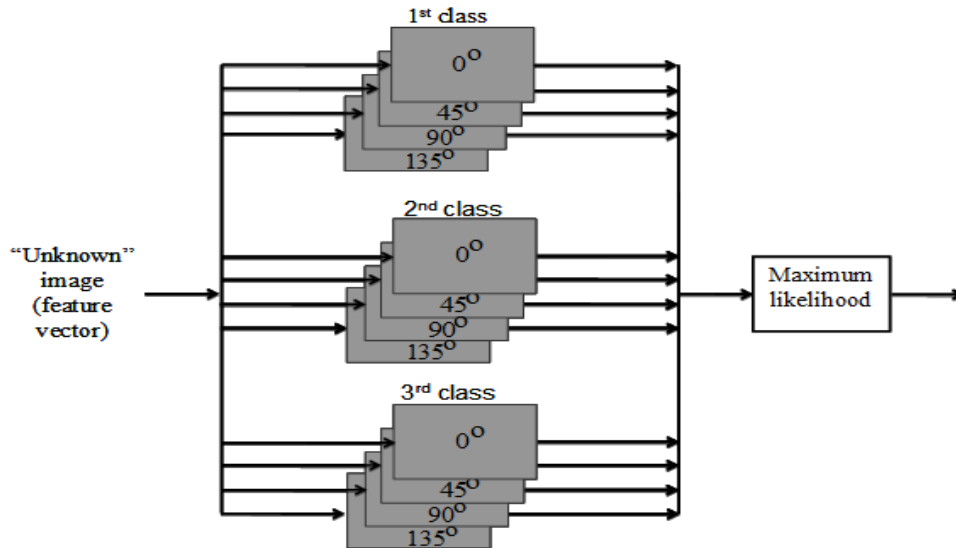 1st class
0o
45o
90o
135o
2nd class
0o
45o
90o
135o
“Unknown”
image
(feature
vector)
Maximum
likelihood
3rd class
0o
45o
90o
135o